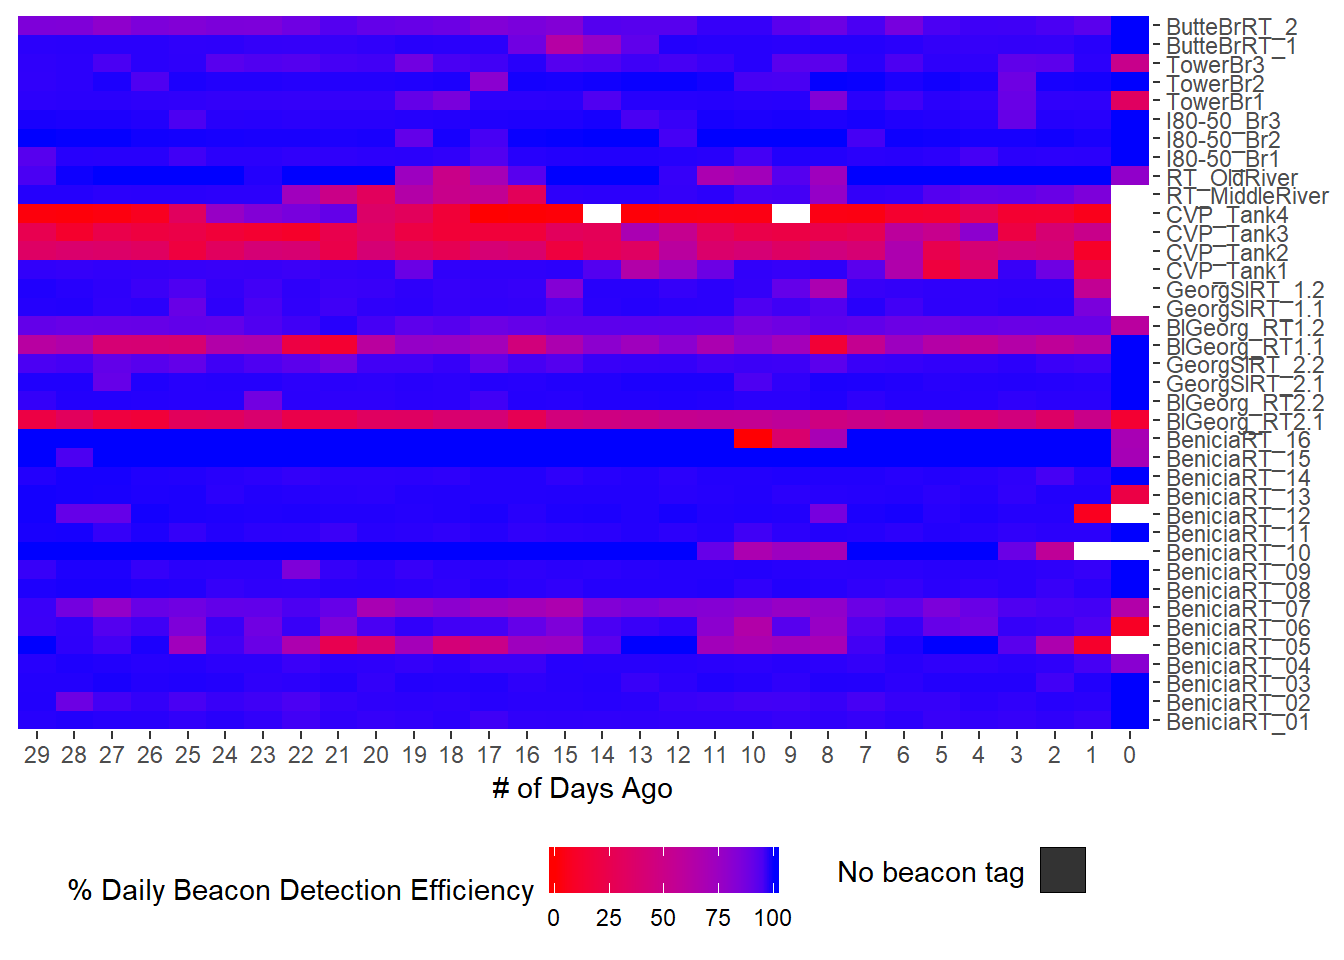 ButteBrRT_2
ButteBrRT_1
TowerBr3
TowerBr2
TowerBr1
I80-50_Br3
I80-50_Br2
I80-50_Br1
RT_OldRiver
RT_MiddleRiver
CVP_Tank4
CVP_Tank3
CVP_Tank2
CVP_Tank1
GeorgSlRT_1.2
GeorgSlRT_1.1
BlGeorg_RT1.2
BlGeorg_RT1.1
GeorgSlRT_2.2
GeorgSlRT_2.1
BlGeorg_RT2.2
BlGeorg_RT2.1
BeniciaRT_16
BeniciaRT_15
BeniciaRT_14
BeniciaRT_13
BeniciaRT_12
BeniciaRT_11
BeniciaRT_10
BeniciaRT_09
BeniciaRT_08
BeniciaRT_07
BeniciaRT_06
BeniciaRT_05
BeniciaRT_04
BeniciaRT_03
BeniciaRT_02
BeniciaRT_01
29 28 27 26 25 24 23 22 21 20 19 18 17 16 15 14 13 12 11 10 9 8 7 6 5 4 3 2 1 0
# of Days Ago
% Daily Beacon Detection Efficiency
0 25 50 75 100
No beacon tag